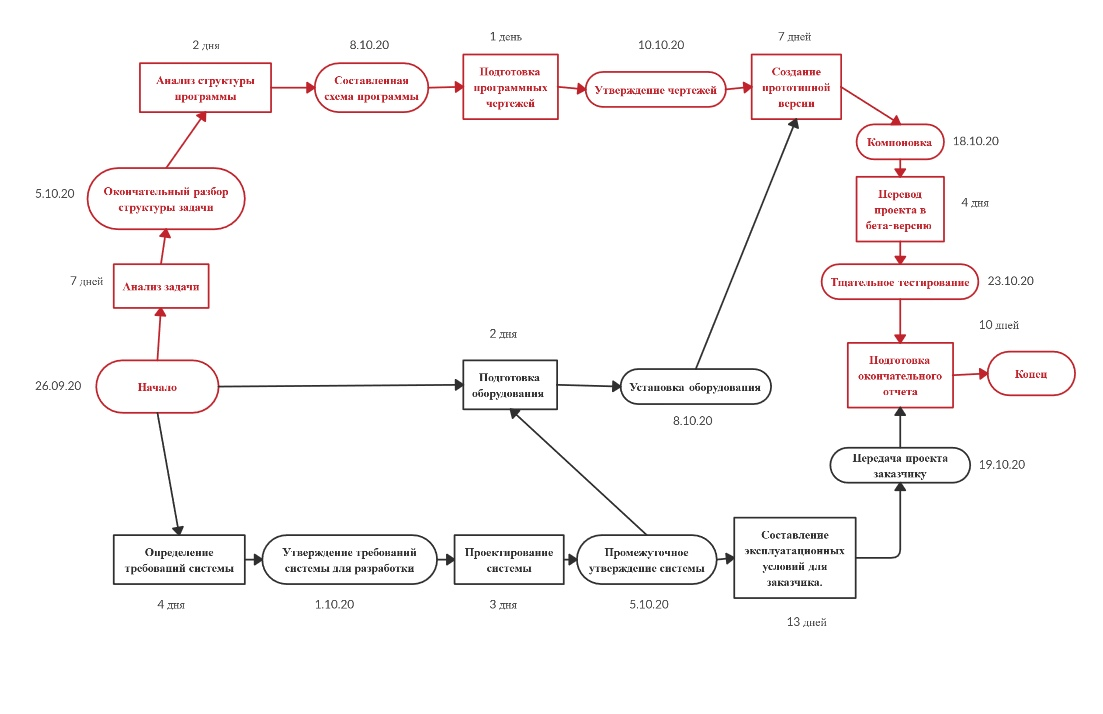 2 дня
8.10.20
1 день
10.10.20
7 дней
Анализ структуры
программы
Составленная
схема программы
Подготовка
программных
чертежей
Утверждение чертежей
Создание
прототипной
версии
Компоновка
18.10.20
5.10.20
Окончательный разбор
структуры задачи
Перевод
проекта в
бета-версию
4 дня
7 дней
Анализ задачи
Тщательное тестирование
23.10.20
10 дней
2 дня
26.09.20
Начало
Подготовка
оборудования
Установка оборудования
8.10.20
Подготовка
окончательного
отчета
Конец
Передача проекта
заказчику
19.10.20
Определение
требований системы
Утверждение требований
системы для разработки
Проектирование
системы
Промежуточное
утверждение системы
Составление
эксплуатационных
условий для
заказчика.
4 дня
1.10.20
3 дня
5.10.20
13 дней